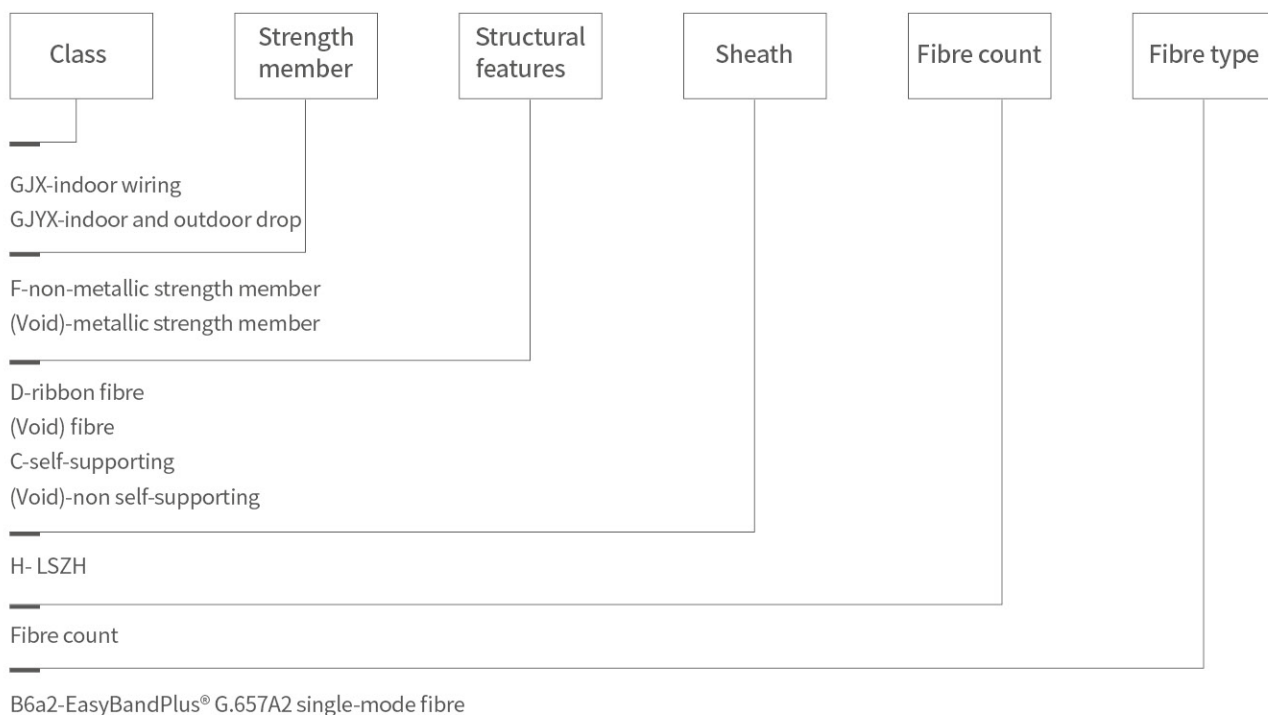 Class
Strength
member
Structural
features
Sheath
Fibre count
Fibre type
GJX-indoor wiring
GJYX-indoor and outdoor drop
F-non-metallic strength member
(Void)-metallic strength member
D-ribbon fibre
(Void) fibre
C-self-supporting
(Void)-non self-supporting
H- LSZH
Fibre count
B6a2-EasyBandPlus® G.657A2 single-mode fibre